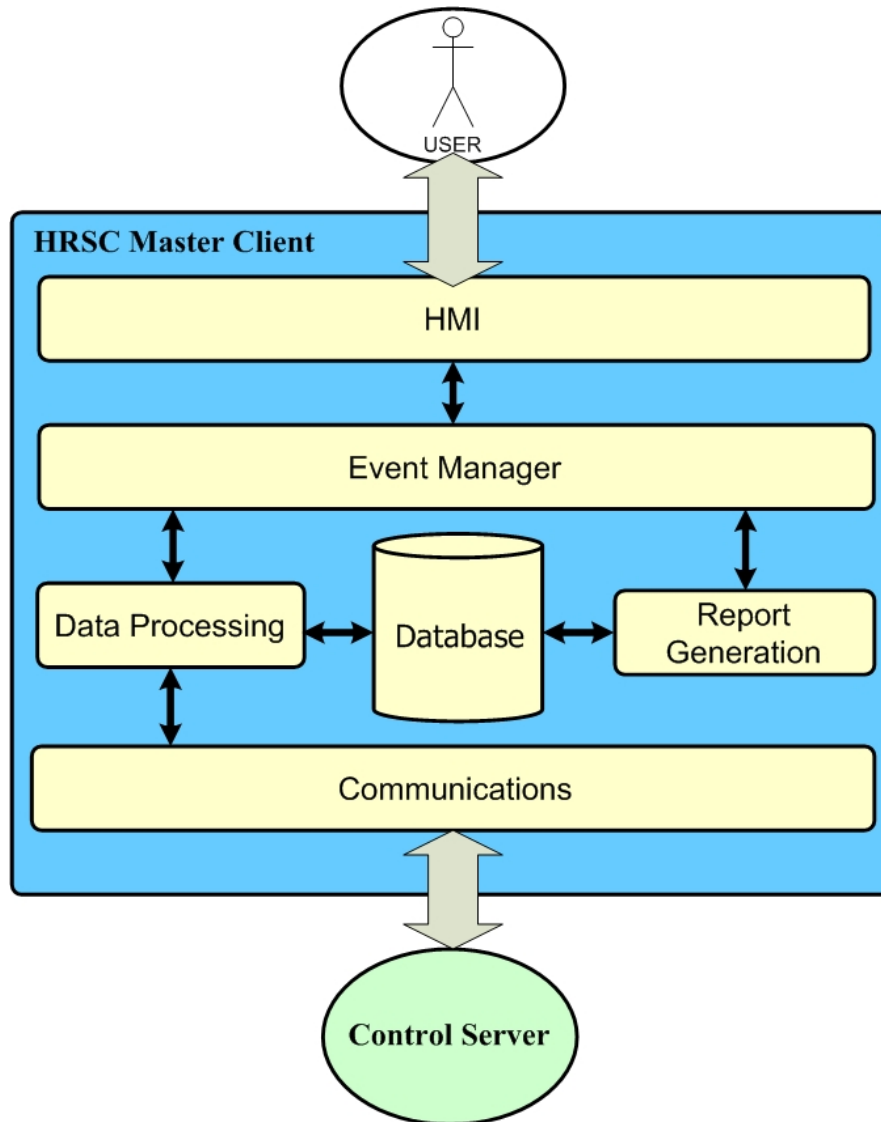 USER
HRSC Master Client
HMI
Event Manager
Data Processing
Database
Report
Generation
Communications
Control Server